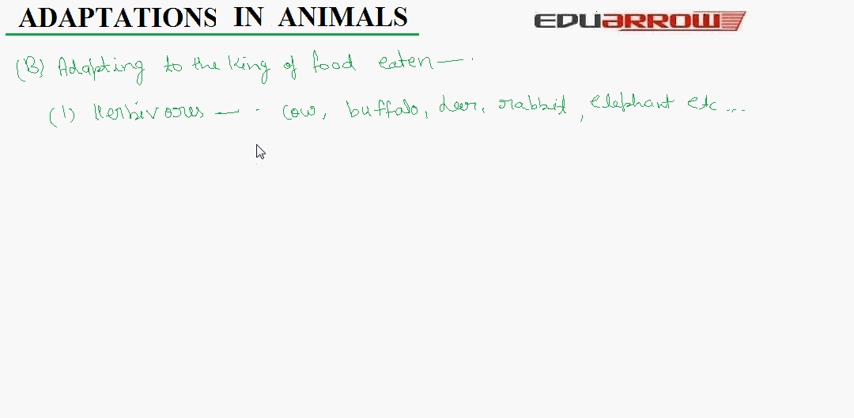 ADAPTATIONS IN ANIMALS
EDUARROW
(B) Adapting to the king of food eaten —.
(1) Herbivores — . Cow, buffalo, deer, rabbit, elephant etc ...